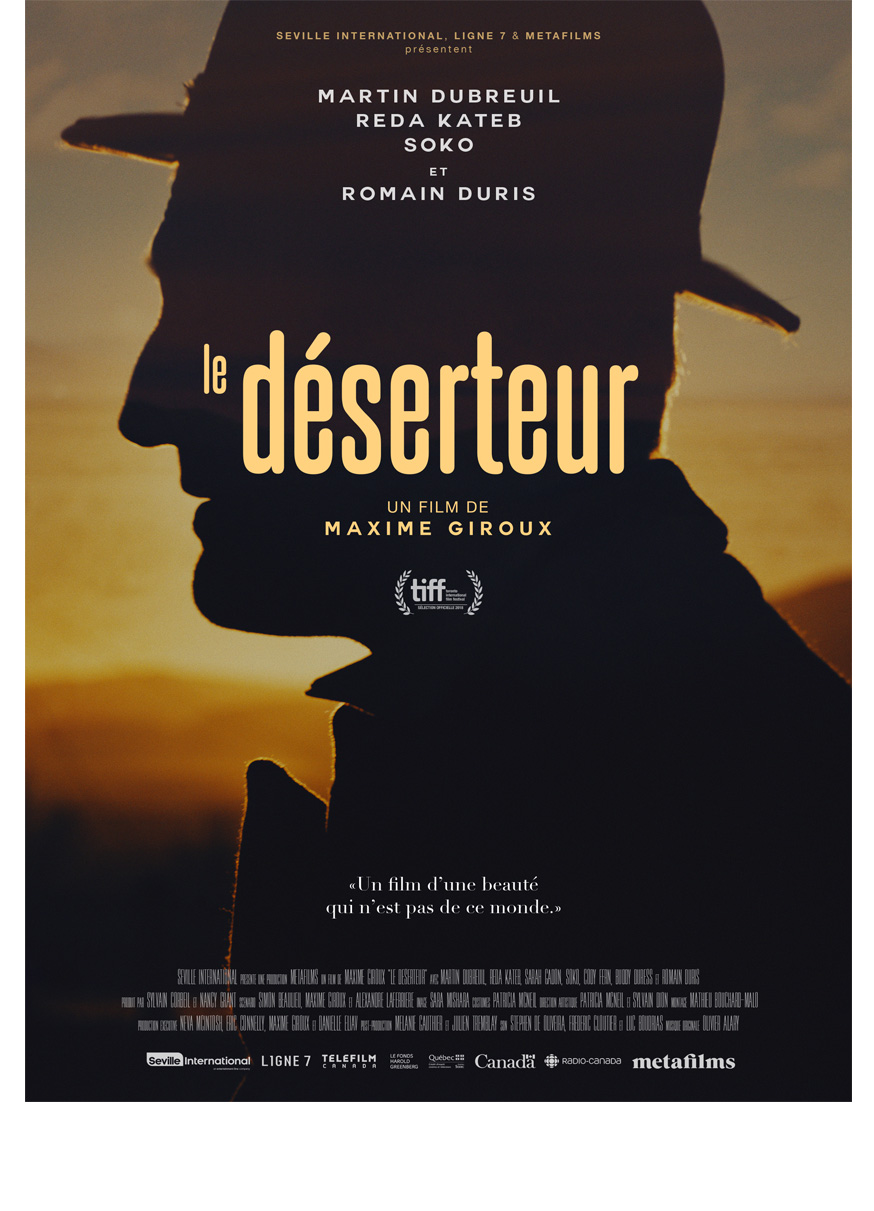 SEVILLE INTERNATIONAL, LIGNE 7 & METAFILMS
présentent
MARTIN DUBREUIL
REDA KATEB
SOKO
ET
ROMAIN DURIS
le déserteur
UN FILM DE
MAXIME GIROUX
tiff toronto international film festival
SÉLECTION OFFICIELLE 2018
«Un film d'une beauté
qui n'est pas de ce monde.»
SEVILLE INTERNATIONAL PRÉSENTE UNE PRODUCTION METAFILMS UN FILM DE MAXIME GIROUX "LE DÉSERTEUR" AVEC MARTIN DUBREUIL, REDA KATEB, SARAH GADON, SOKO, CODY FERN, BUDDY DURESS ET ROMAIN DURIS
PRODUIT PAR SYLVAIN CORBEIL ET NANCY GRANT SCÉNARIO SIMON BEAULIEU, MAXIME GIROUX ET ALEXANDRE LAFERRIÈRE IMAGE SARA MISHARA COSTUMES PATRICIA MCNEIL DIRECTION ARTISTIQUE PATRICIA MCNEIL ET SYLVAIN DION MONTAGE MATHIEU BOUCHARD-MALO
PRODUCTION EXÉCUTIVE NEVA MCINTOSH, ERIC CONNELLY, MAXIME GIROUX ET DANIELLE ELIAV POST-PRODUCTION MÉLANIE GAUTHIER ET JULIEN TREMBLAY SON STEPHEN DE OLIVEIRA, FRÉDÉRIC CLOUTIER ET LUC BOUDRIAS MUSIQUE ORIGINALE OLIVIER ALARY
Seville International LIGNE 7 TELEFILM CANADA LE FONDS HAROLD GREENBERG Québec Canada RADIO-CANADA metafilms